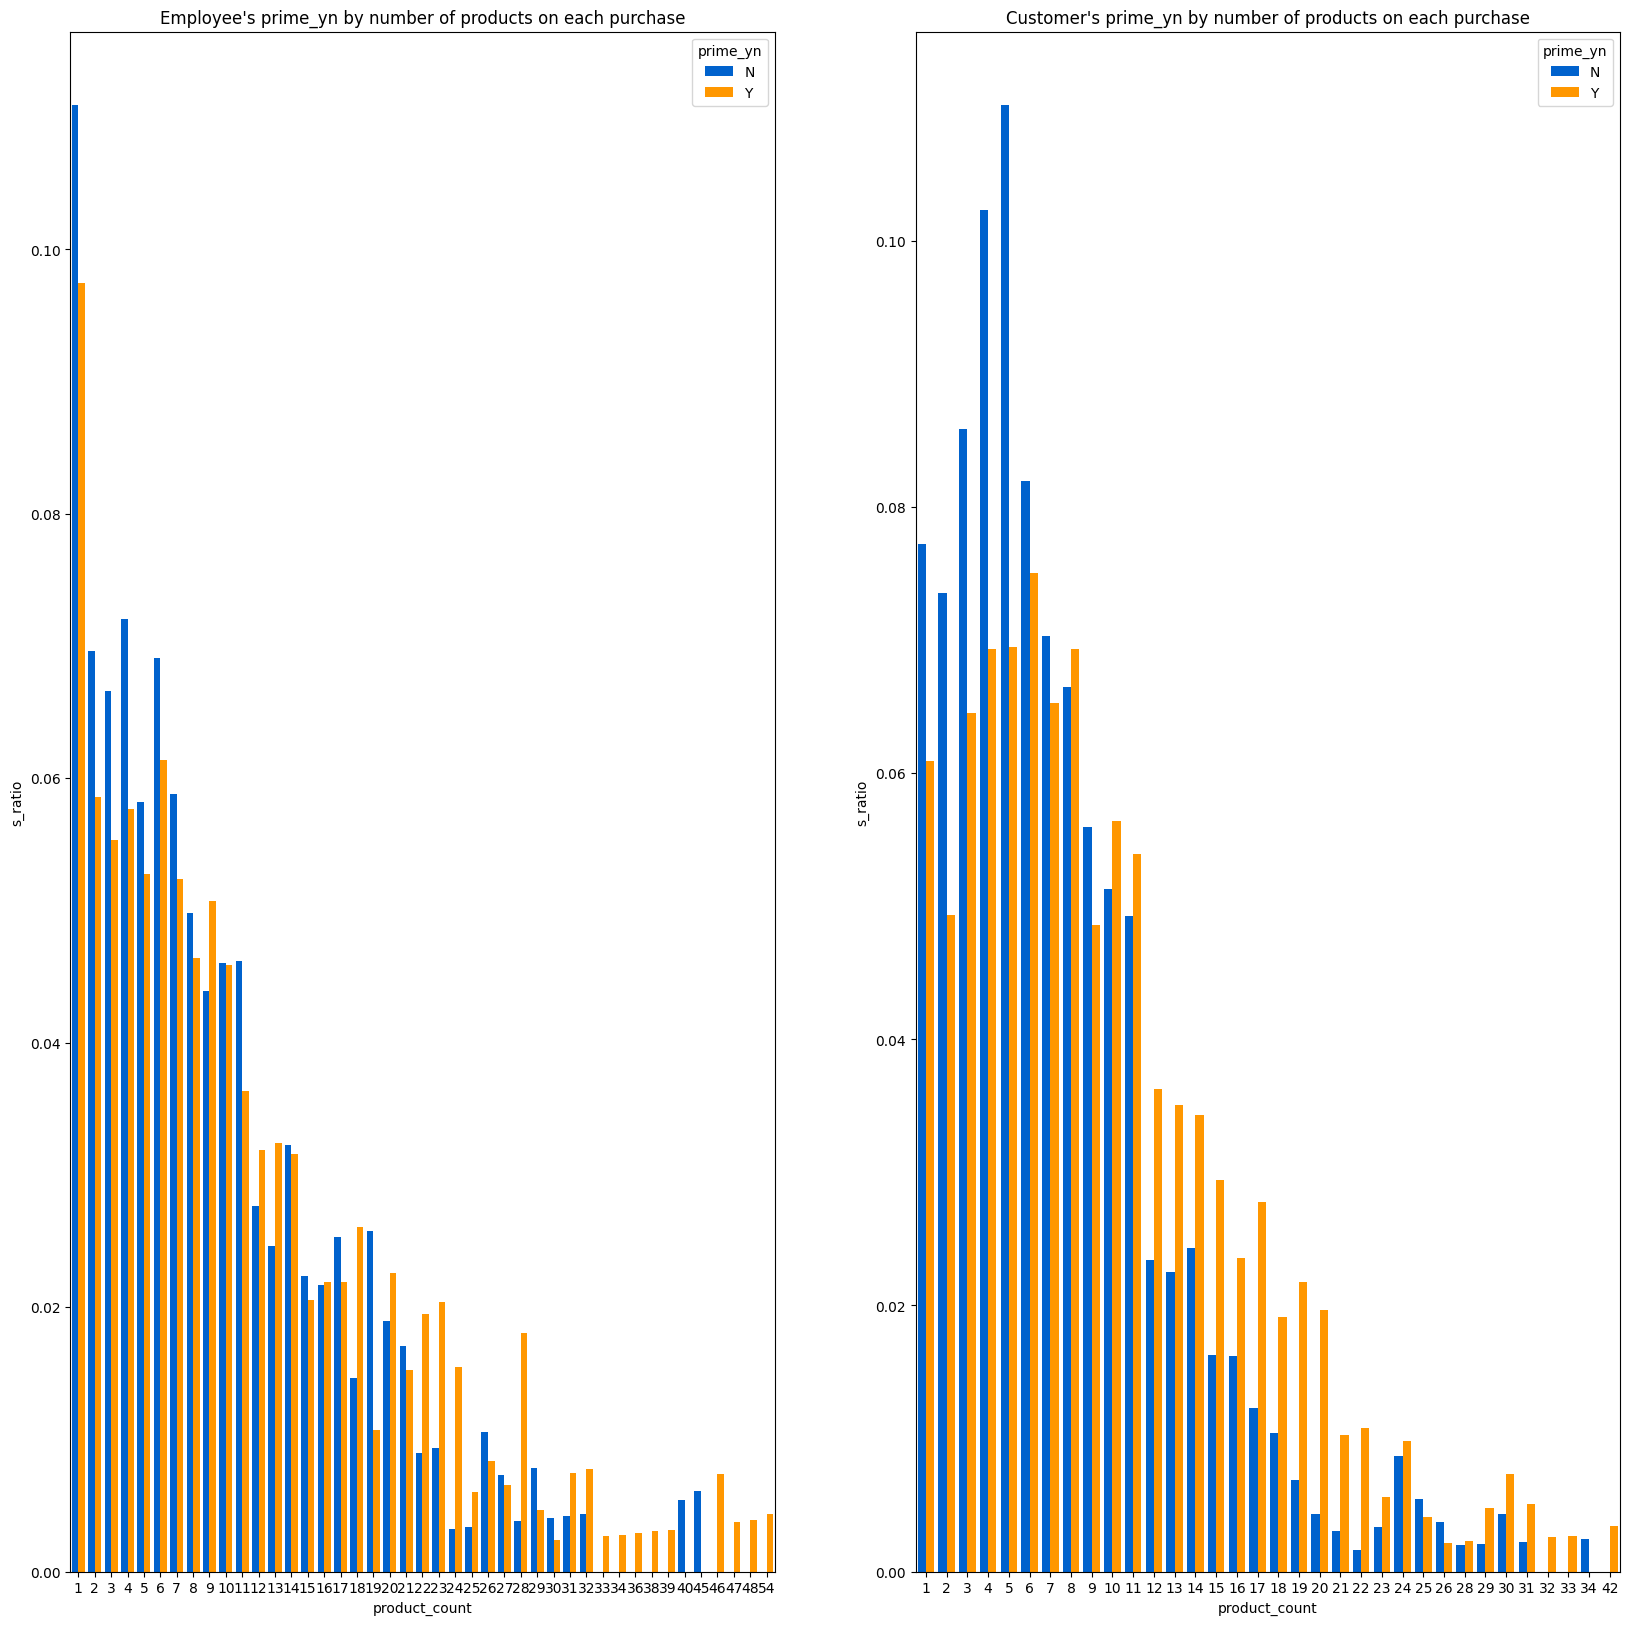 Employee's prime_yn by number of products on each purchase
prime_yn
N
Y
0.10
0.08
0.06
0.04
0.02
0.00
s_ratio
1 2 3 4 5 6 7 8 9 10 11 12 13 14 15 16 17 18 19 20 21 22 23 24 25 26 27 28 29 30 31 32 33 34 36 38 39 40 45 46 47 48 54
product_count
Customer's prime_yn by number of products on each purchase
prime_yn
N
Y
0.10
0.08
0.06
0.04
0.02
0.00
s_ratio
1 2 3 4 5 6 7 8 9 10 11 12 13 14 15 16 17 18 19 20 21 22 23 24 25 26 28 29 30 31 32 33 34 42
product_count